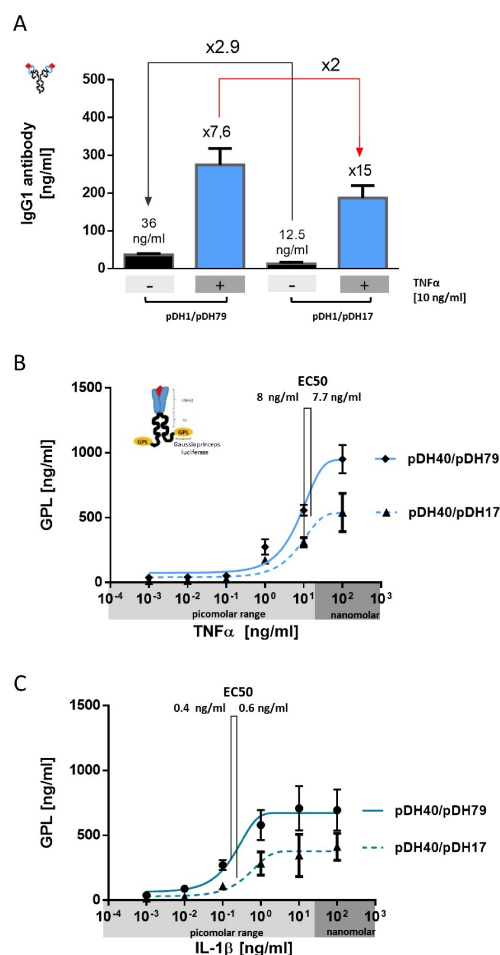 A
x2.9
x2
IgG1 antibody
[ng/ml]
500
400
300
200
100
0
36
ng/ml
x7,6
12.5
ng/ml
x15
-
+
-
+
TNFα
[10 ng/ml]
pDH1/pDH79
pDH1/pDH17
B
EC50
8 ng/ml
7.7 ng/ml
GPL [ng/ml]
1500
1000
500
0
GPL
GPL
Gaussia princeps
luciferase
pDH40/pDH79
pDH40/pDH17
10⁻⁴ 10⁻³ 10⁻² 10⁻¹ 10⁰ 10¹ 10² 10³
picomolar range
nanomolar
TNFα [ng/ml]
C
EC50
0.4 ng/ml
0.6 ng/ml
GPL [ng/ml]
1500
1000
500
0
pDH40/pDH79
pDH40/pDH17
10⁻⁴ 10⁻³ 10⁻² 10⁻¹ 10⁰ 10¹ 10² 10³
picomolar range
nanomolar
IL-1β [ng/ml]